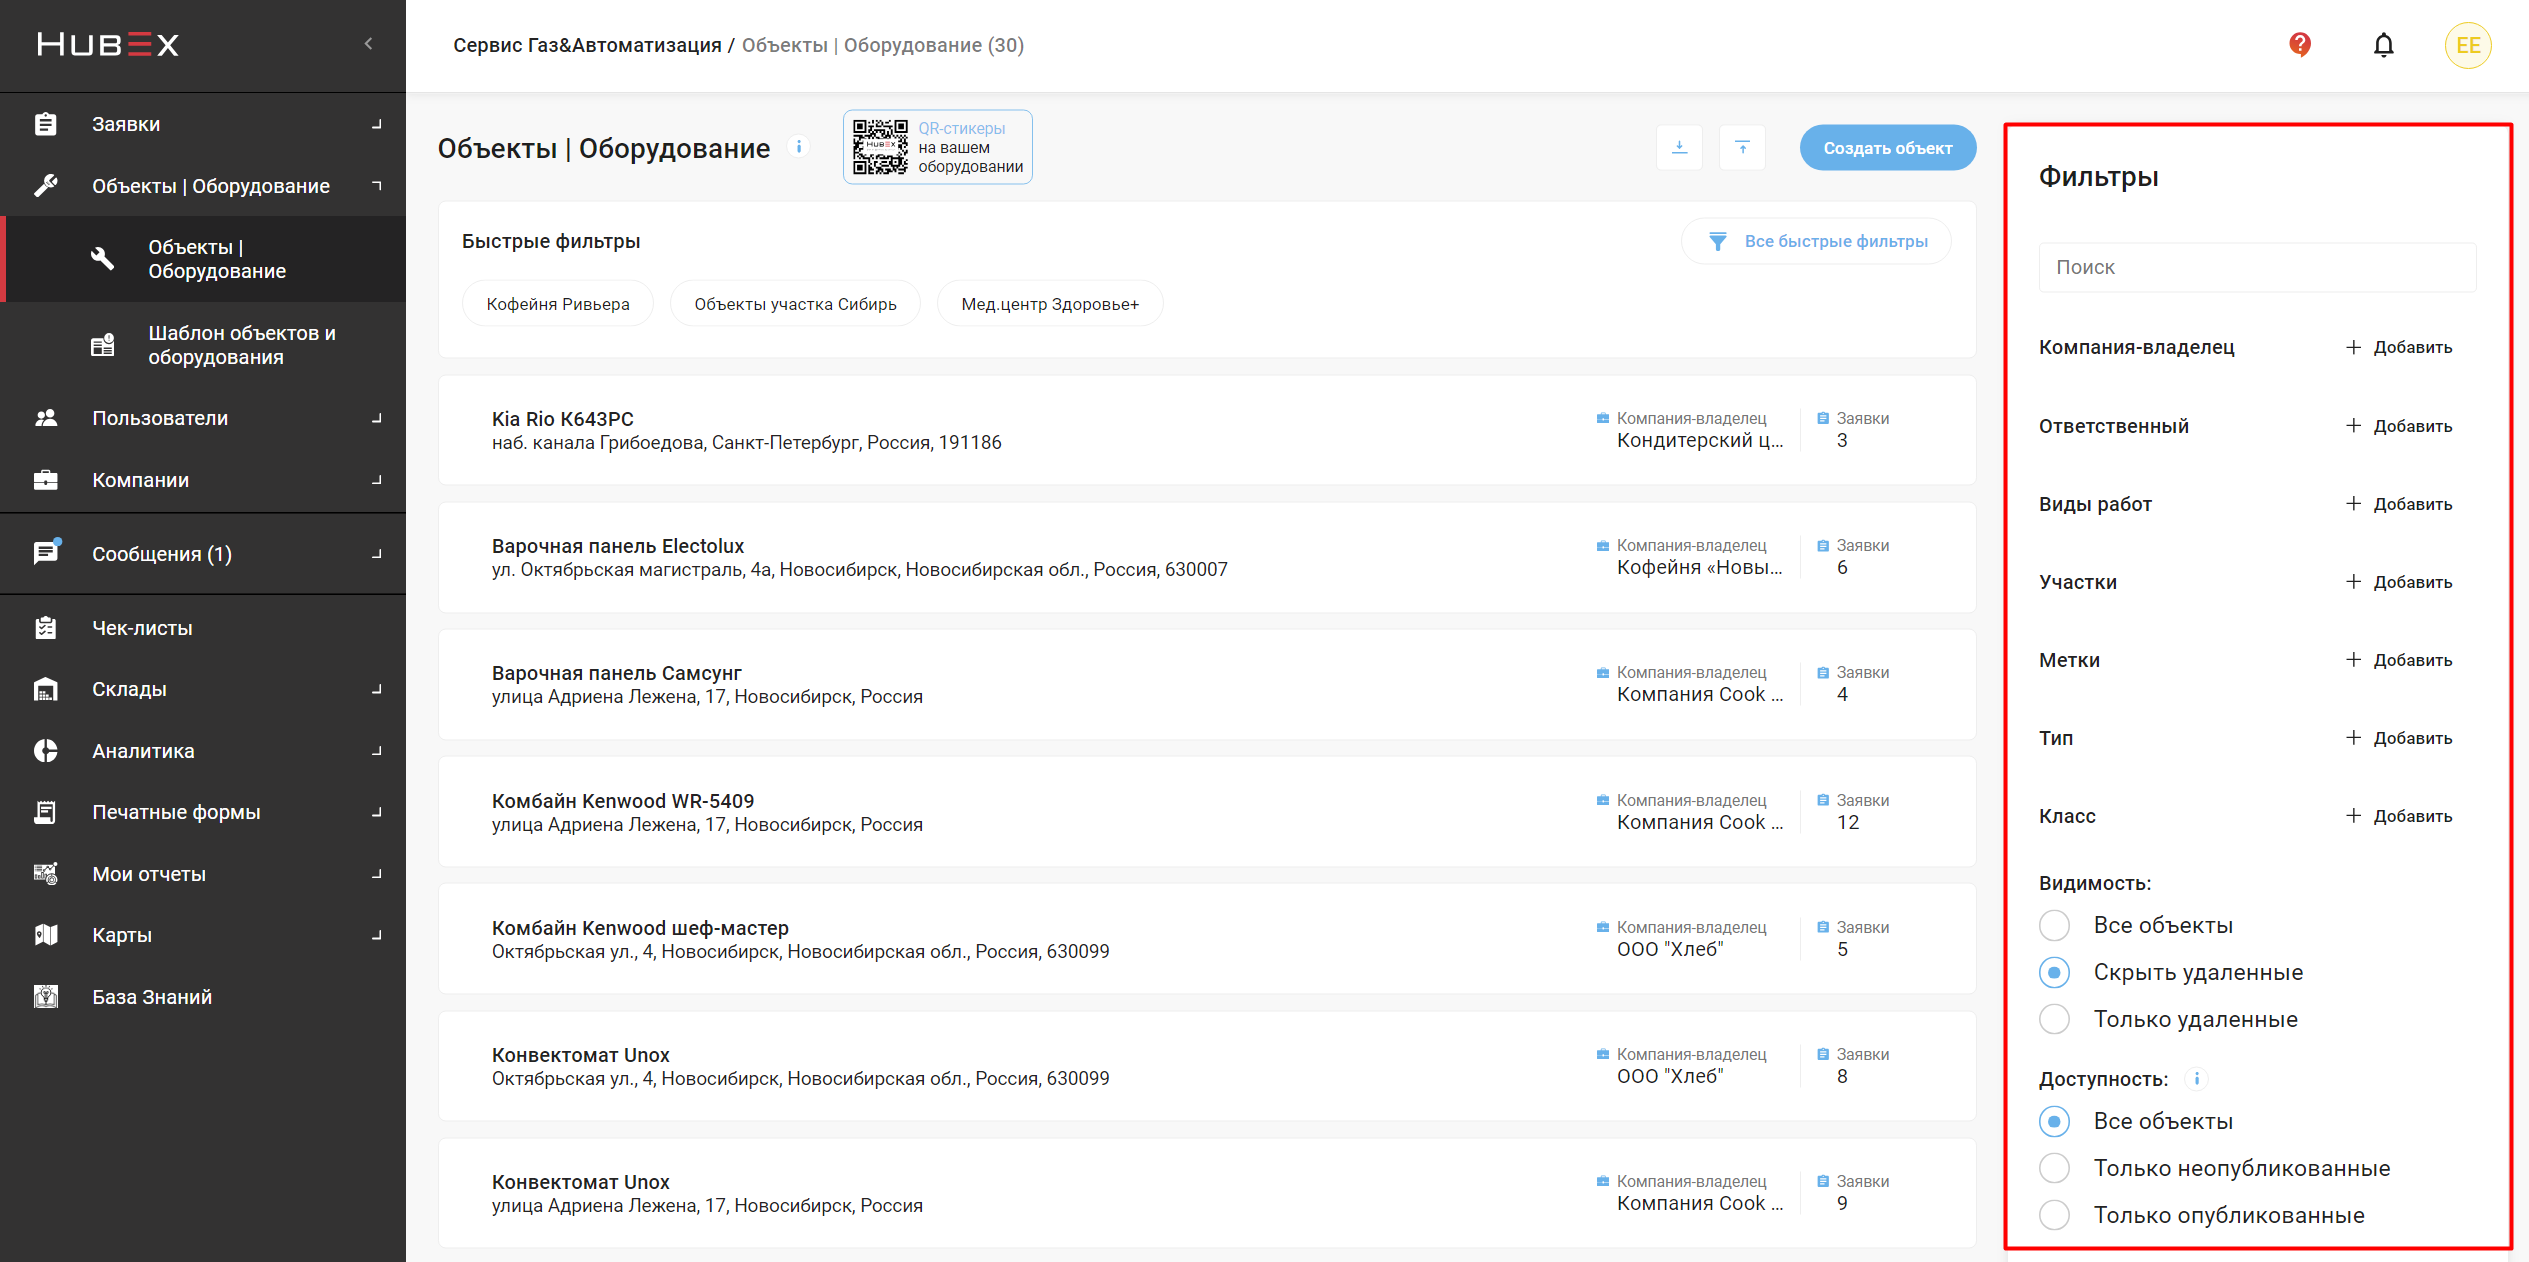 HUBEX
Заявки
Объекты | Оборудование
Объекты |
Оборудование
Шаблон объектов и
оборудования
Пользователи
Компании
Сообщения (1)
Чек-листы
Склады
Аналитика
Печатные формы
Мои отчеты
Карты
База Знаний
Сервис Газ&Автоматизация / Объекты | Оборудование (30)
EE
Объекты | Оборудование
QR-стикеры
на вашем
оборудовании
HUBEX
Создать объект
Быстрые фильтры
Все быстрые фильтры
Кофейня Ривьера
Объекты участка Сибирь
Мед.центр Здоровье+
Kia Rio К643РС
наб. канала Грибоедова, Санкт-Петербург, Россия, 191186
Компания-владелец
Кондитерский ц...
Заявки
3
Варочная панель Electolux
ул. Октябрьская магистраль, 4а, Новосибирск, Новосибирская обл., Россия, 630007
Компания-владелец
Кофейня «Новы...
Заявки
6
Варочная панель Самсунг
улица Адриена Лежена, 17, Новосибирск, Россия
Компания-владелец
Компания Cook ...
Заявки
4
Комбайн Kenwood WR-5409
улица Адриена Лежена, 17, Новосибирск, Россия
Компания-владелец
Компания Cook ...
Заявки
12
Комбайн Kenwood шеф-мастер
Октябрьская ул., 4, Новосибирск, Новосибирская обл., Россия, 630099
Компания-владелец
ООО "Хлеб"
Заявки
5
Конвектомат Unox
Октябрьская ул., 4, Новосибирск, Новосибирская обл., Россия, 630099
Компания-владелец
ООО "Хлеб"
Заявки
8
Конвектомат Unox
улица Адриена Лежена, 17, Новосибирск, Россия
Компания-владелец
Компания Cook ...
Заявки
9
Фильтры
Поиск
Компания-владелец + Добавить
Ответственный + Добавить
Виды работ + Добавить
Участки + Добавить
Метки + Добавить
Тип + Добавить
Класс + Добавить
Видимость:
Все объекты
Скрыть удаленные
Только удаленные
Доступность:
Все объекты
Только неопубликованные
Только опубликованные